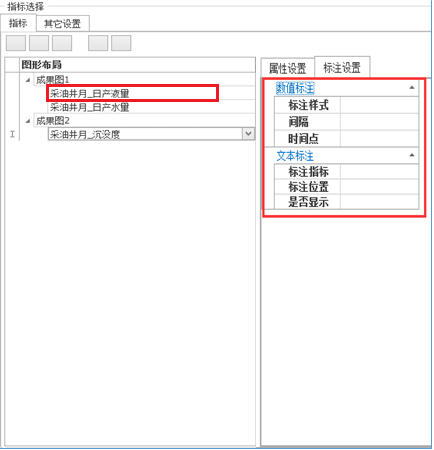 指标选择
指标 其它设置
图形布局
成果图1
采油井月_日产液量
采油井月_日产水量
成果图2
采油井月_沉没度
属性设置 标注设置
数值标注
标注样式
间隔
时间点
文本标注
标注指标
标注位置
是否显示